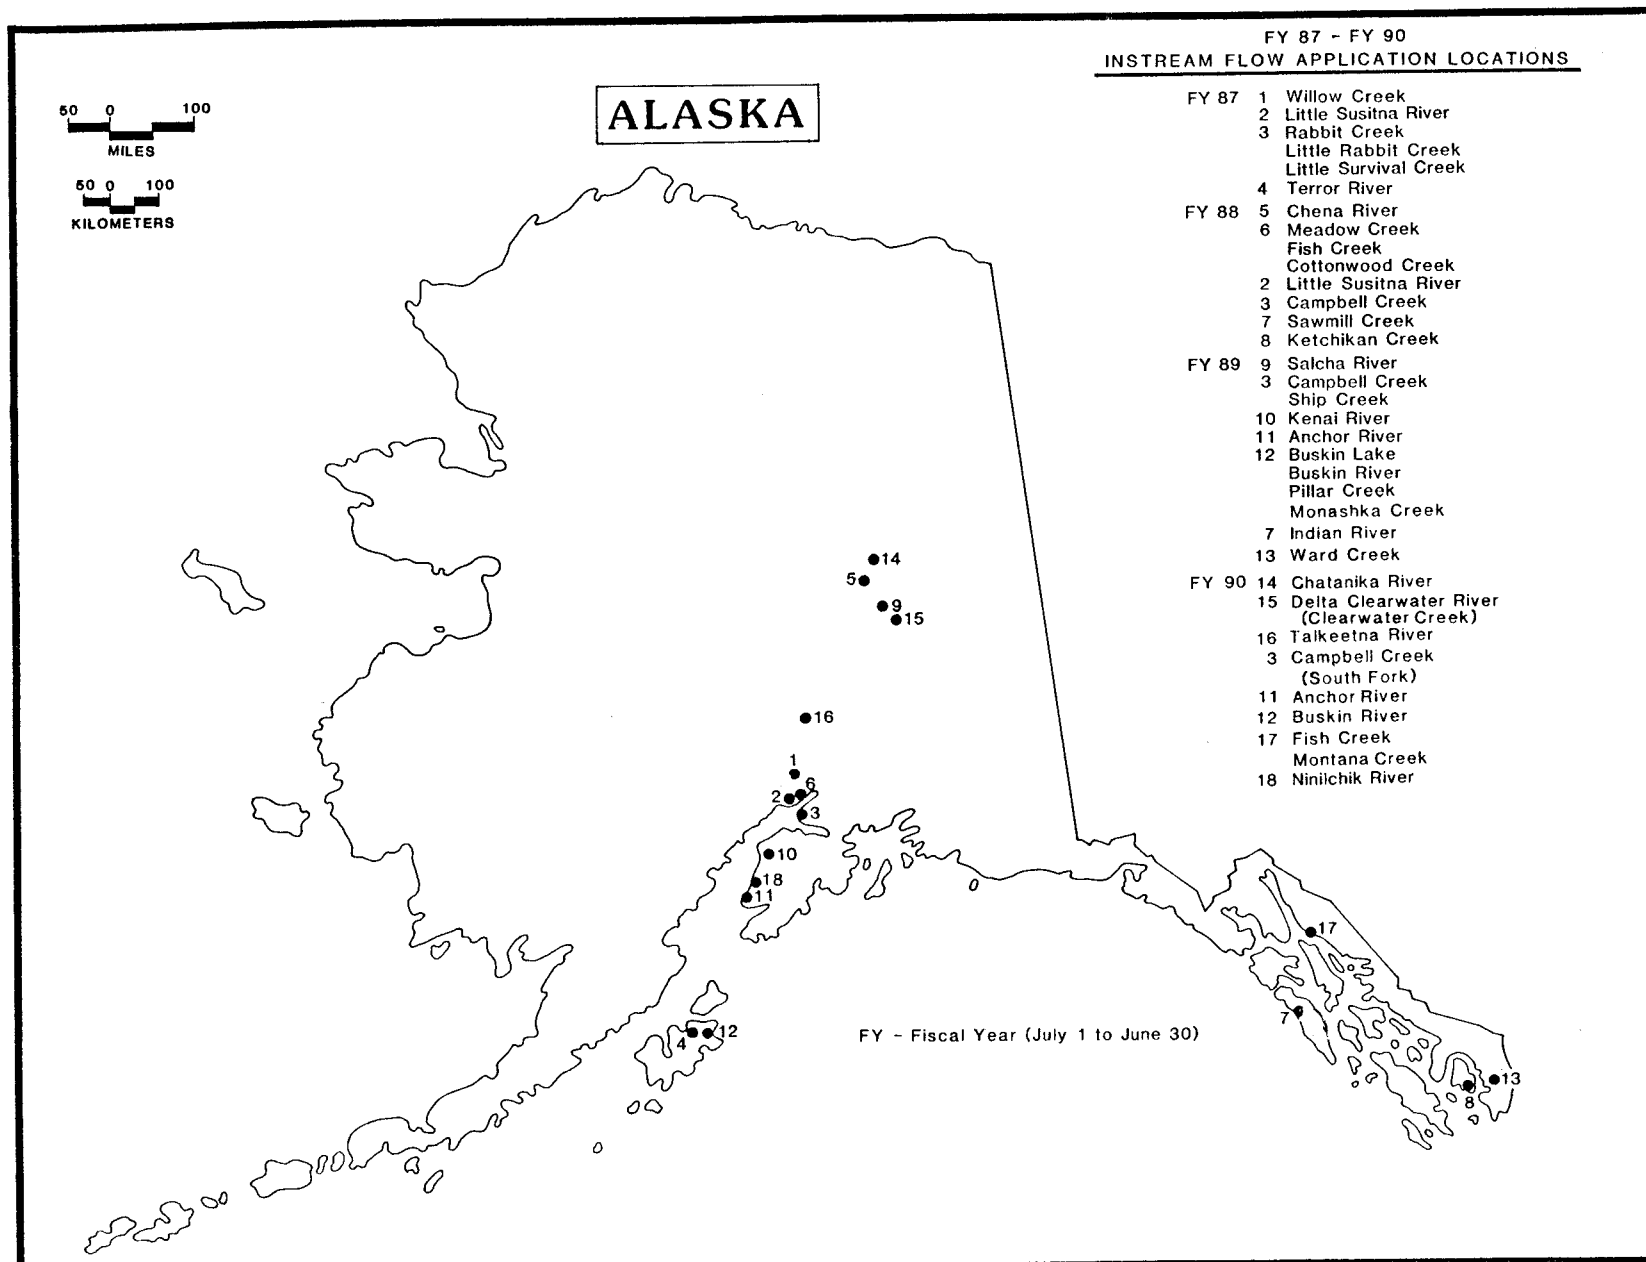 FY 87 - FY 90
INSTREAM FLOW APPLICATION LOCATIONS
ALASKA
50 0 100
MILES
50 0 100
KILOMETERS
FY 87 1 Willow Creek
2 Little Susitna River
3 Rabbit Creek
Little Rabbit Creek
Little Survival Creek
4 Terror River
FY 88 5 Chena River
6 Meadow Creek
Fish Creek
Cottonwood Creek
2 Little Susitna River
3 Campbell Creek
7 Sawmill Creek
8 Ketchikan Creek
FY 89 9 Salcha River
3 Campbell Creek
Ship Creek
10 Kenai River
11 Anchor River
12 Buskin Lake
Buskin River
Pillar Creek
Monashka Creek
7 Indian River
13 Ward Creek
FY 90 14 Chatanika River
15 Delta Clearwater River
(Clearwater Creek)
16 Talkeetna River
3 Campbell Creek
(South Fork)
11 Anchor River
12 Buskin River
17 Fish Creek
Montana Creek
18 Ninilchik River
14
5
9
15
16
1
6
2
3
10
18
11
17
7
4
12
FY - Fiscal Year (July 1 to June 30)
13
8